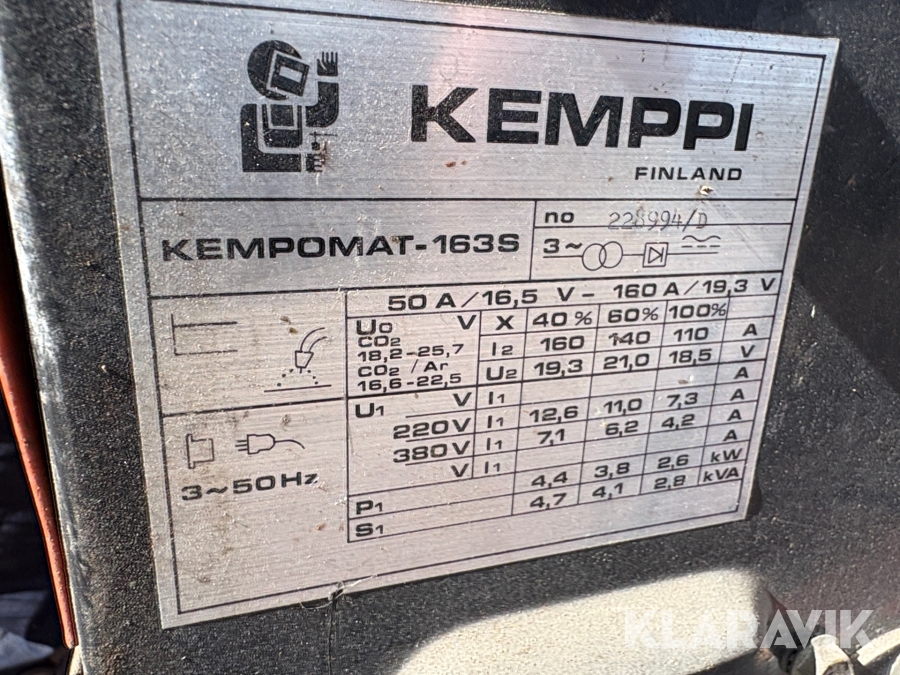 KEMPPI
FINLAND
KEMPOMAT-163S
no 228994/D
3~
50 A/16,5 V - 160 A/19,3 V
U0 V X 40% 60% 100%
CO2
18,2-25,7 I2 160 140 110 A
CO2/Ar
16,6-22,5 U2 19,3 21,0 18,5 V
U1 V I1 A
220V I1 12,6 11,0 7,3 A
380V I1 7,1 6,2 4,2 A
V I1 A
3~50Hz
P1 4,4 3,8 2,6 kW
S1 4,7 4,1 2,8 kVA
KLARAVIK